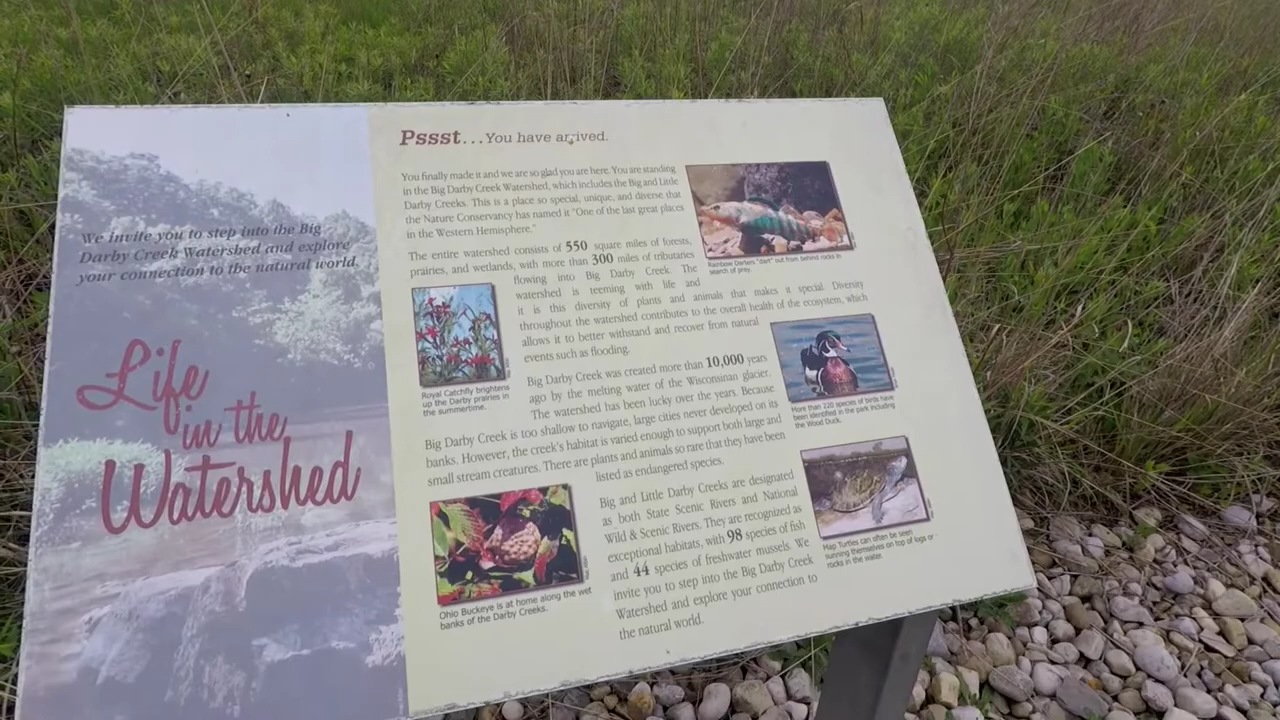 We invite you to step into the Big
Darby Creek Watershed and explore
your connection to the natural world.
Life
in the
Watershed
Pssst...You have arrived.
You finally made it and we are so glad you are here. You are standing
in the Big Darby Creek Watershed, which includes the Big and Little
Darby Creeks. This is a place so special, unique, and diverse that
the Nature Conservancy has named it "One of the last great places
in the Western Hemisphere."
The entire watershed consists of 550 square miles of forests,
prairies, and wetlands, with more than 300 miles of tributaries
flowing into Big Darby Creek. The
watershed is teeming with life and
it is this diversity of plants and animals that makes it special. Diversity
throughout the watershed contributes to the overall health of the ecosystem, which
allows it to better withstand and recover from natural
events such as flooding.
Big Darby Creek was created more than 10,000 years
ago by the melting water of the Wisconsinan glacier.
The watershed has been lucky over the years. Because
Big Darby Creek is too shallow to navigate, large cities never developed on its
banks. However, the creek's habitat is varied enough to support both large and
small stream creatures. There are plants and animals so rare that they have been
listed as endangered species.
Big and Little Darby Creeks are designated
as both State Scenic Rivers and National
Wild & Scenic Rivers. They are recognized as
exceptional habitats, with 98 species of fish
and 44 species of freshwater mussels. We
invite you to step into the Big Darby Creek
Watershed and explore your connection to
the natural world.
Rainbow Darters "dart" out from behind rocks in
search of prey.
Royal Catchfly brightens
up the Darby prairies in
the summertime.
More than 220 species of birds have
been identified in the park including
the Wood Duck.
Map Turtles can often be seen
sunning themselves on top of logs or
rocks in the water.
Ohio Buckeye is at home along the wet
banks of the Darby Creeks.